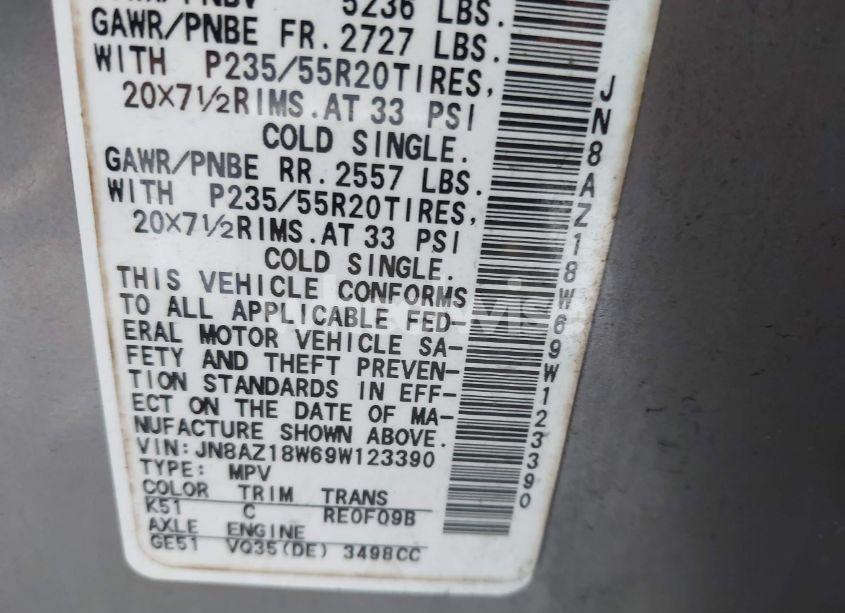 5236 LBS.
GAWR/PNBE FR. 2727 LBS.
WITH P235/55R20TIRES,
20X7½RIMS.AT 33 PSI
COLD SINGLE.
GAWR/PNBE RR. 2557 LBS.
WITH P235/55R20TIRES,
20X7½RIMS.AT 33 PSI
COLD SINGLE.
THIS VEHICLE CONFORMS
TO ALL APPLICABLE FED-
ERAL MOTOR VEHICLE SA-
FETY AND THEFT PREVEN-
TION STANDARDS IN EFF-
ECT ON THE DATE OF MA-
NUFACTURE SHOWN ABOVE.
VIN: JN8AZ18W69W123390
TYPE: MPV
COLOR TRIM TRANS
K51 C RE0F09B
AXLE ENGINE
GE51 VQ35(DE) 3498CC
JN8AZ18W69W123390